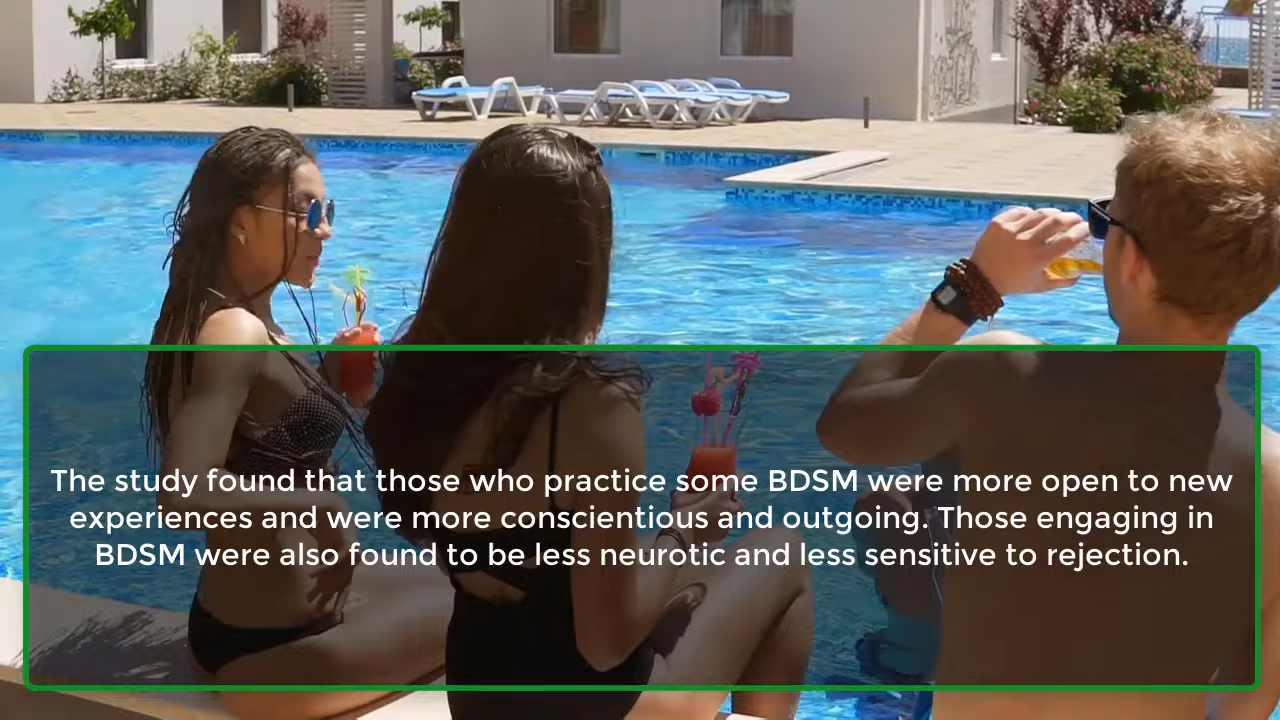 The study found that those who practice some BDSM were more open to new
experiences and were more conscientious and outgoing. Those engaging in
BDSM were also found to be less neurotic and less sensitive to rejection.